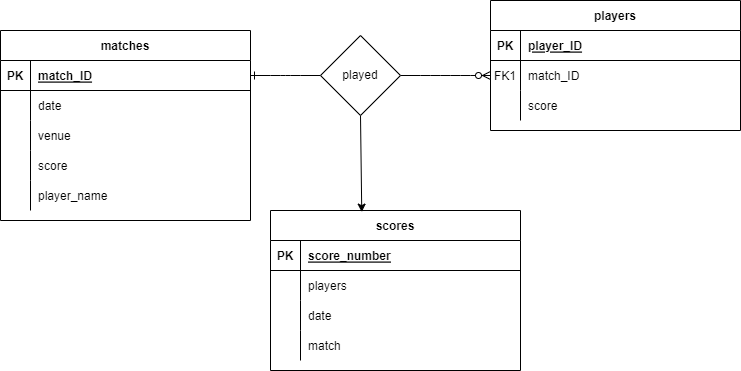 matches
PK match_ID
date
venue
score
player_name
played
players
PK player_ID
FK1 match_ID
score
scores
PK score_number
players
date
match